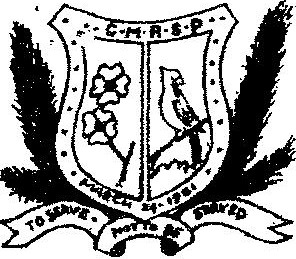 C·M·R·S·P
MARCH 24·1981
TO SERVE·
NOT TO BE
SERVED